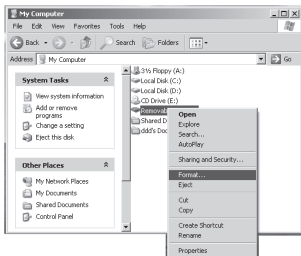 My Computer
File Edit View Favorites Tools Help
Back Search Folders
Address My Computer Go
System Tasks
View system information
Add or remove
programs
Change a setting
Eject this disk
Other Places
My Network Places
My Documents
Shared Documents
Control Panel
3½ Floppy (A:)
Local Disk (C:)
Local Disk (D:)
CD Drive (E:)
Removab
Shared D
ddd's Doc
Open
Explore
Search...
AutoPlay
Sharing and Security...
Format...
Eject
Cut
Copy
Create Shortcut
Rename
Properties